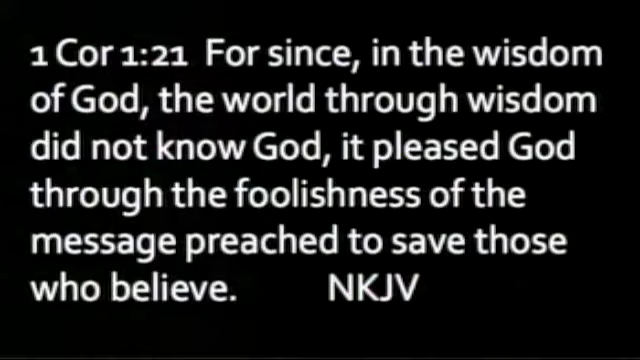 1 Cor 1:21  For since, in the wisdom
of God, the world through wisdom
did not know God, it pleased God
through the foolishness of the
message preached to save those
who believe.          NKJV